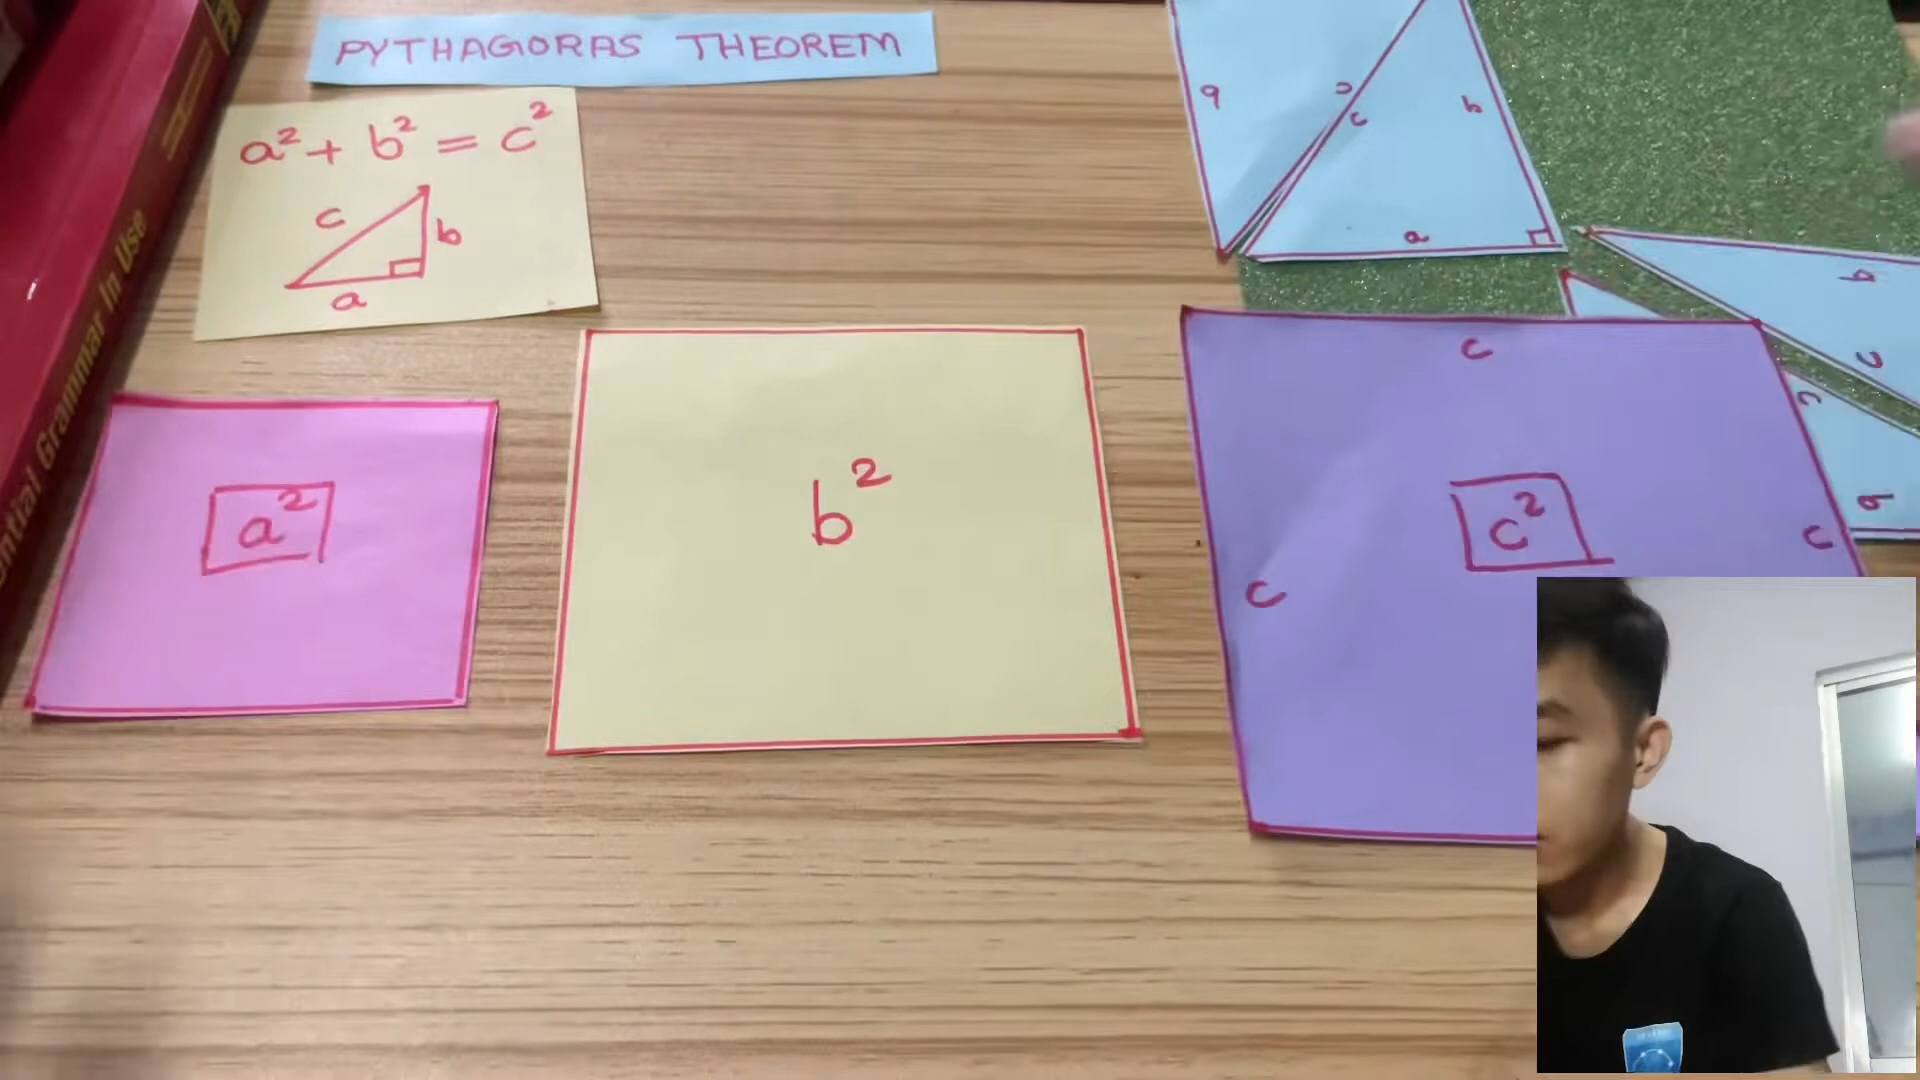 PYTHAGORAS THEOREM
a² + b² = c²
c
b
a
a²
b²
c²
c
c
c
a
c
c
b
a
b
c
c
b
Essential Grammar In Use